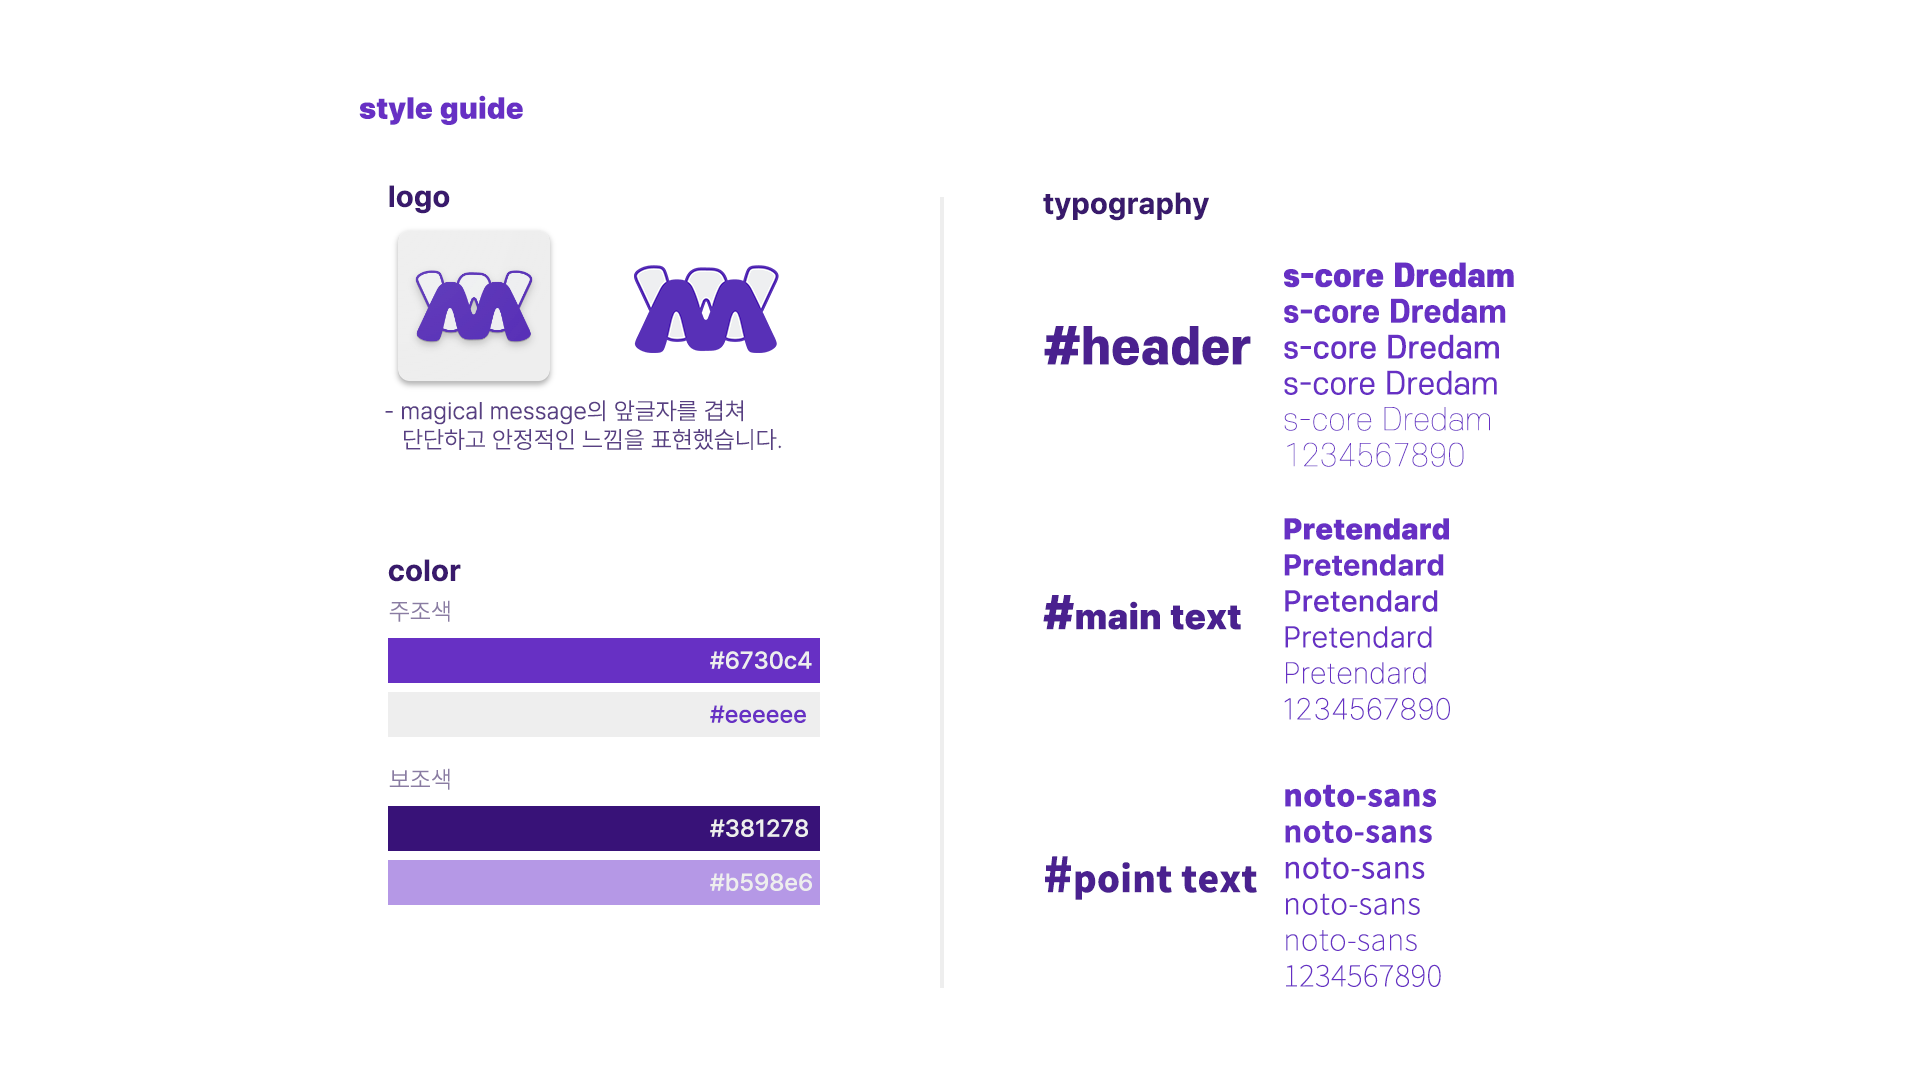 style guide
logo
- magical message의 앞글자를 겹쳐
단단하고 안정적인 느낌을 표현했습니다.
color
주조색
#6730c4
#eeeeee
보조색
#381278
#b598e6
typography
#header
s-core Dredam
s-core Dredam
s-core Dredam
s-core Dredam
s-core Dredam
1234567890
#main text
Pretendard
Pretendard
Pretendard
Pretendard
Pretendard
1234567890
#point text
noto-sans
noto-sans
noto-sans
noto-sans
noto-sans
1234567890